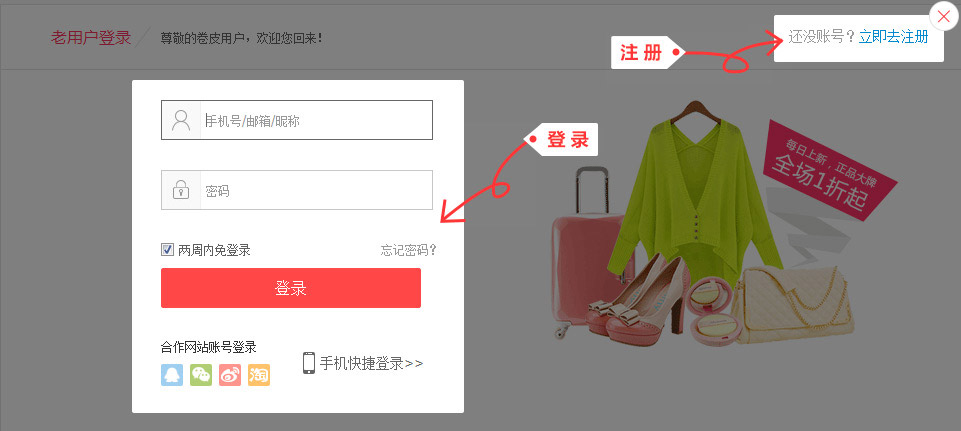 老用户登录
尊敬的卷皮用户，欢迎您回来！
注册
还没账号？立即去注册
手机号/邮箱/昵称
登录
每日上新，正品大牌
全场1折起
密码
两周内免登录
忘记密码？
登录
合作网站账号登录
手机快捷登录>>
淘